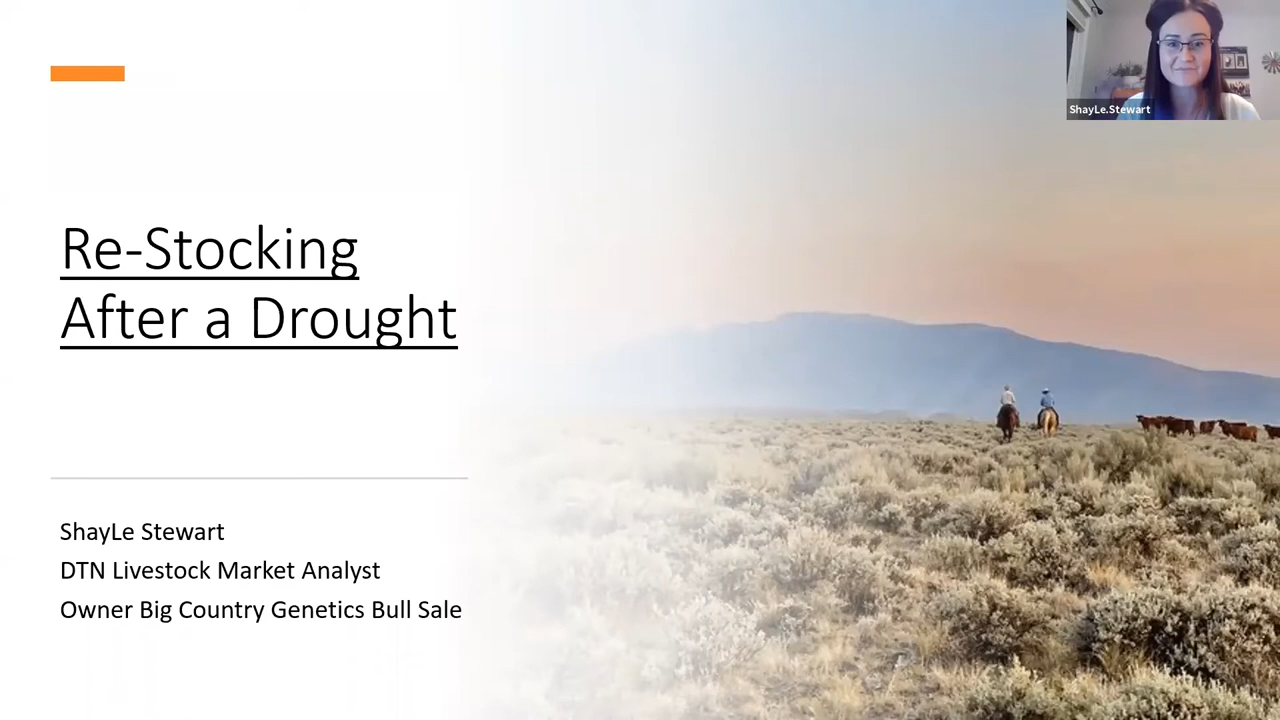 ShayLe.Stewart
Re-Stocking
After a Drought
ShayLe Stewart
DTN Livestock Market Analyst
Owner Big Country Genetics Bull Sale